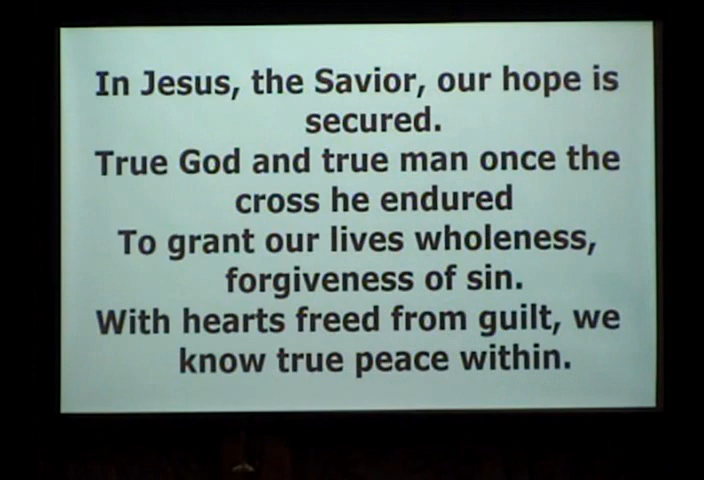 In Jesus, the Savior, our hope is
secured.
True God and true man once the
cross he endured
To grant our lives wholeness,
forgiveness of sin.
With hearts freed from guilt, we
know true peace within.